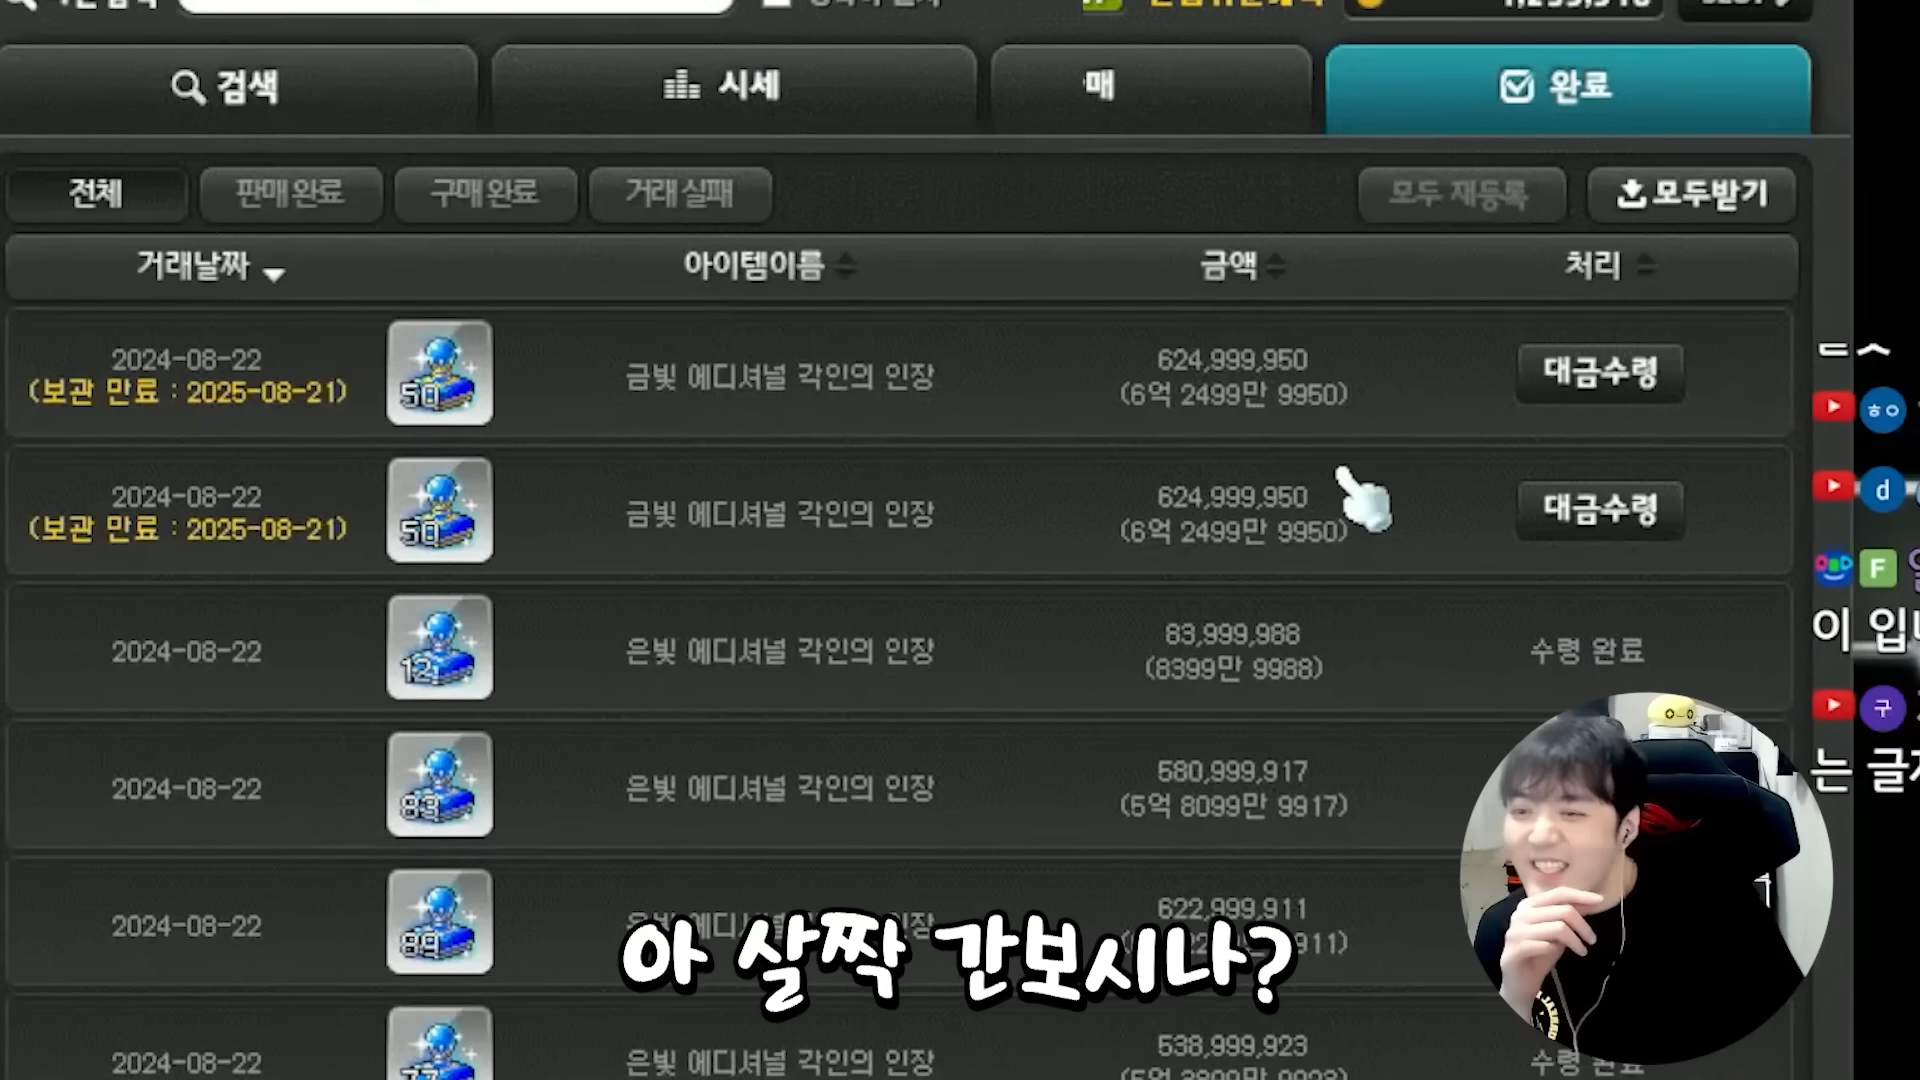 검색
시세
매
완료
전체
판매 완료
구매 완료
거래 실패
모두 재등록
모두받기
거래날짜
아이템이름
금액
처리
2024-08-22
(보관 만료 : 2025-08-21)
50
금빛 에디셔널 각인의 인장
624,999,950
(6억 2499만 9950)
대금수령
2024-08-22
(보관 만료 : 2025-08-21)
50
금빛 에디셔널 각인의 인장
624,999,950
(6억 2499만 9950)
대금수령
2024-08-22
12
은빛 에디셔널 각인의 인장
83,999,988
(8399만 9988)
수령 완료
2024-08-22
83
은빛 에디셔널 각인의 인장
580,999,917
(5억 8099만 9917)
2024-08-22
89
622,999,911
아 살짝 간보시나?
2024-08-22
77
은빛 에디셔널 각인의 인장
538,999,923
수령 완료
ㄷㅅ
ㅎㅇ
d
F
이
구
는